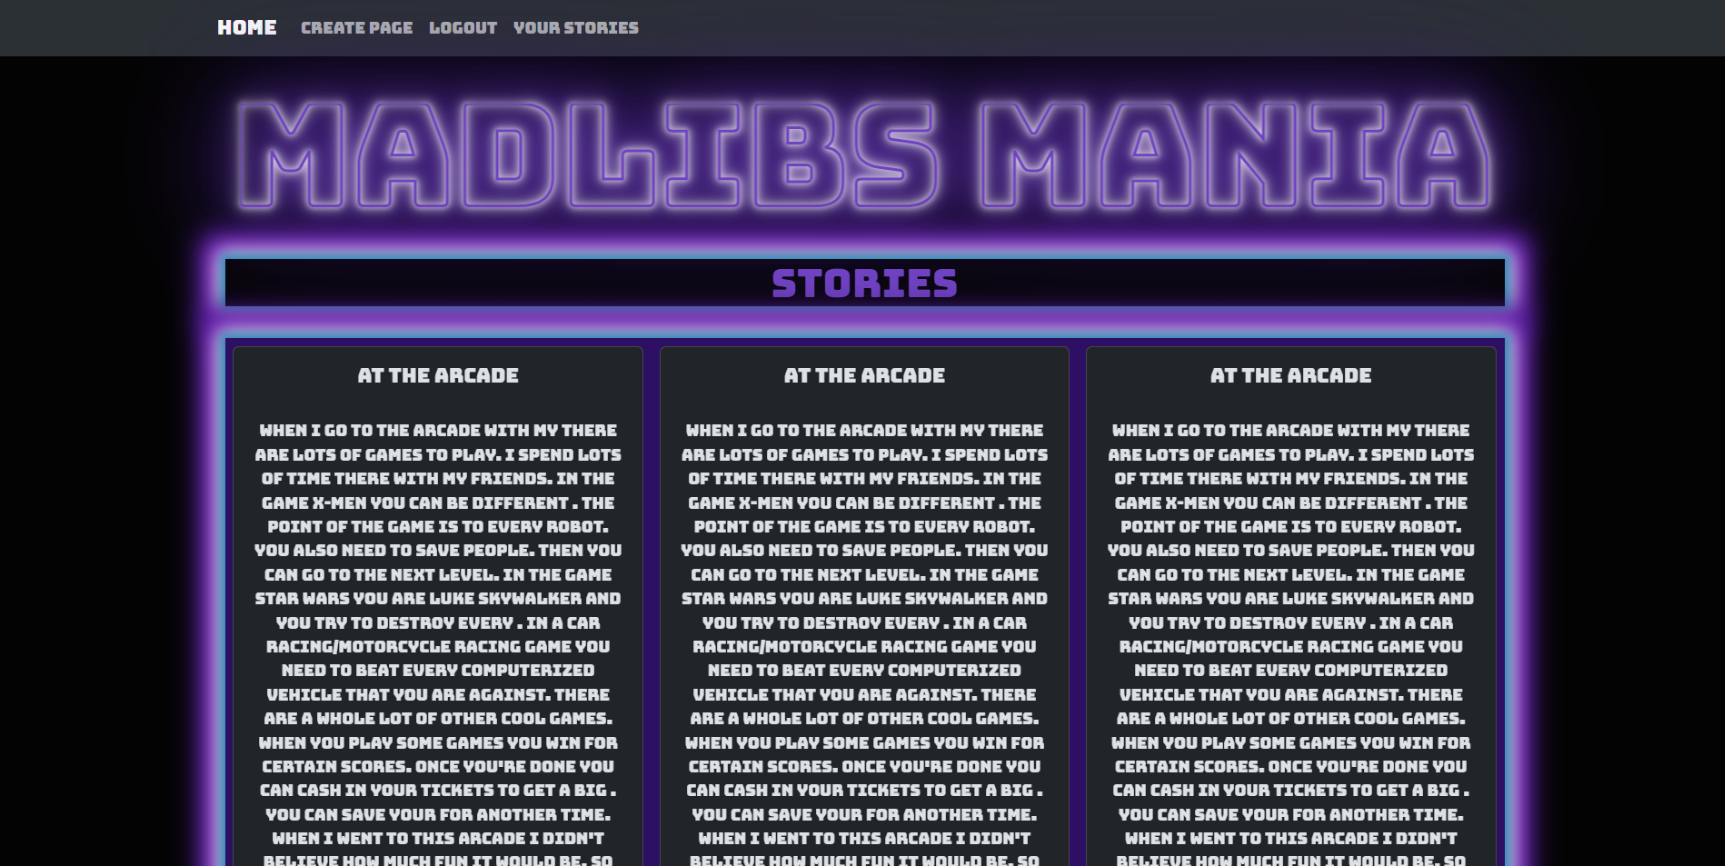 HOME CREATE PAGE LOGOUT YOUR STORIES
MADLIBS MANIA
STORIES
AT THE ARCADE
WHEN I GO TO THE ARCADE WITH MY THERE
ARE LOTS OF GAMES TO PLAY. I SPEND LOTS
OF TIME THERE WITH MY FRIENDS. IN THE
GAME X-MEN YOU CAN BE DIFFERENT . THE
POINT OF THE GAME IS TO EVERY ROBOT.
YOU ALSO NEED TO SAVE PEOPLE. THEN YOU
CAN GO TO THE NEXT LEVEL. IN THE GAME
STAR WARS YOU ARE LUKE SKYWALKER AND
YOU TRY TO DESTROY EVERY . IN A CAR
RACING/MOTORCYCLE RACING GAME YOU
NEED TO BEAT EVERY COMPUTERIZED
VEHICLE THAT YOU ARE AGAINST. THERE
ARE A WHOLE LOT OF OTHER COOL GAMES.
WHEN YOU PLAY SOME GAMES YOU WIN FOR
CERTAIN SCORES. ONCE YOU'RE DONE YOU
CAN CASH IN YOUR TICKETS TO GET A BIG .
YOU CAN SAVE YOUR FOR ANOTHER TIME.
WHEN I WENT TO THIS ARCADE I DIDN'T
BELIEVE HOW MUCH FUN IT WOULD BE. SO
AT THE ARCADE
WHEN I GO TO THE ARCADE WITH MY THERE
ARE LOTS OF GAMES TO PLAY. I SPEND LOTS
OF TIME THERE WITH MY FRIENDS. IN THE
GAME X-MEN YOU CAN BE DIFFERENT . THE
POINT OF THE GAME IS TO EVERY ROBOT.
YOU ALSO NEED TO SAVE PEOPLE. THEN YOU
CAN GO TO THE NEXT LEVEL. IN THE GAME
STAR WARS YOU ARE LUKE SKYWALKER AND
YOU TRY TO DESTROY EVERY . IN A CAR
RACING/MOTORCYCLE RACING GAME YOU
NEED TO BEAT EVERY COMPUTERIZED
VEHICLE THAT YOU ARE AGAINST. THERE
ARE A WHOLE LOT OF OTHER COOL GAMES.
WHEN YOU PLAY SOME GAMES YOU WIN FOR
CERTAIN SCORES. ONCE YOU'RE DONE YOU
CAN CASH IN YOUR TICKETS TO GET A BIG .
YOU CAN SAVE YOUR FOR ANOTHER TIME.
WHEN I WENT TO THIS ARCADE I DIDN'T
BELIEVE HOW MUCH FUN IT WOULD BE. SO
AT THE ARCADE
WHEN I GO TO THE ARCADE WITH MY THERE
ARE LOTS OF GAMES TO PLAY. I SPEND LOTS
OF TIME THERE WITH MY FRIENDS. IN THE
GAME X-MEN YOU CAN BE DIFFERENT . THE
POINT OF THE GAME IS TO EVERY ROBOT.
YOU ALSO NEED TO SAVE PEOPLE. THEN YOU
CAN GO TO THE NEXT LEVEL. IN THE GAME
STAR WARS YOU ARE LUKE SKYWALKER AND
YOU TRY TO DESTROY EVERY . IN A CAR
RACING/MOTORCYCLE RACING GAME YOU
NEED TO BEAT EVERY COMPUTERIZED
VEHICLE THAT YOU ARE AGAINST. THERE
ARE A WHOLE LOT OF OTHER COOL GAMES.
WHEN YOU PLAY SOME GAMES YOU WIN FOR
CERTAIN SCORES. ONCE YOU'RE DONE YOU
CAN CASH IN YOUR TICKETS TO GET A BIG .
YOU CAN SAVE YOUR FOR ANOTHER TIME.
WHEN I WENT TO THIS ARCADE I DIDN'T
BELIEVE HOW MUCH FUN IT WOULD BE. SO